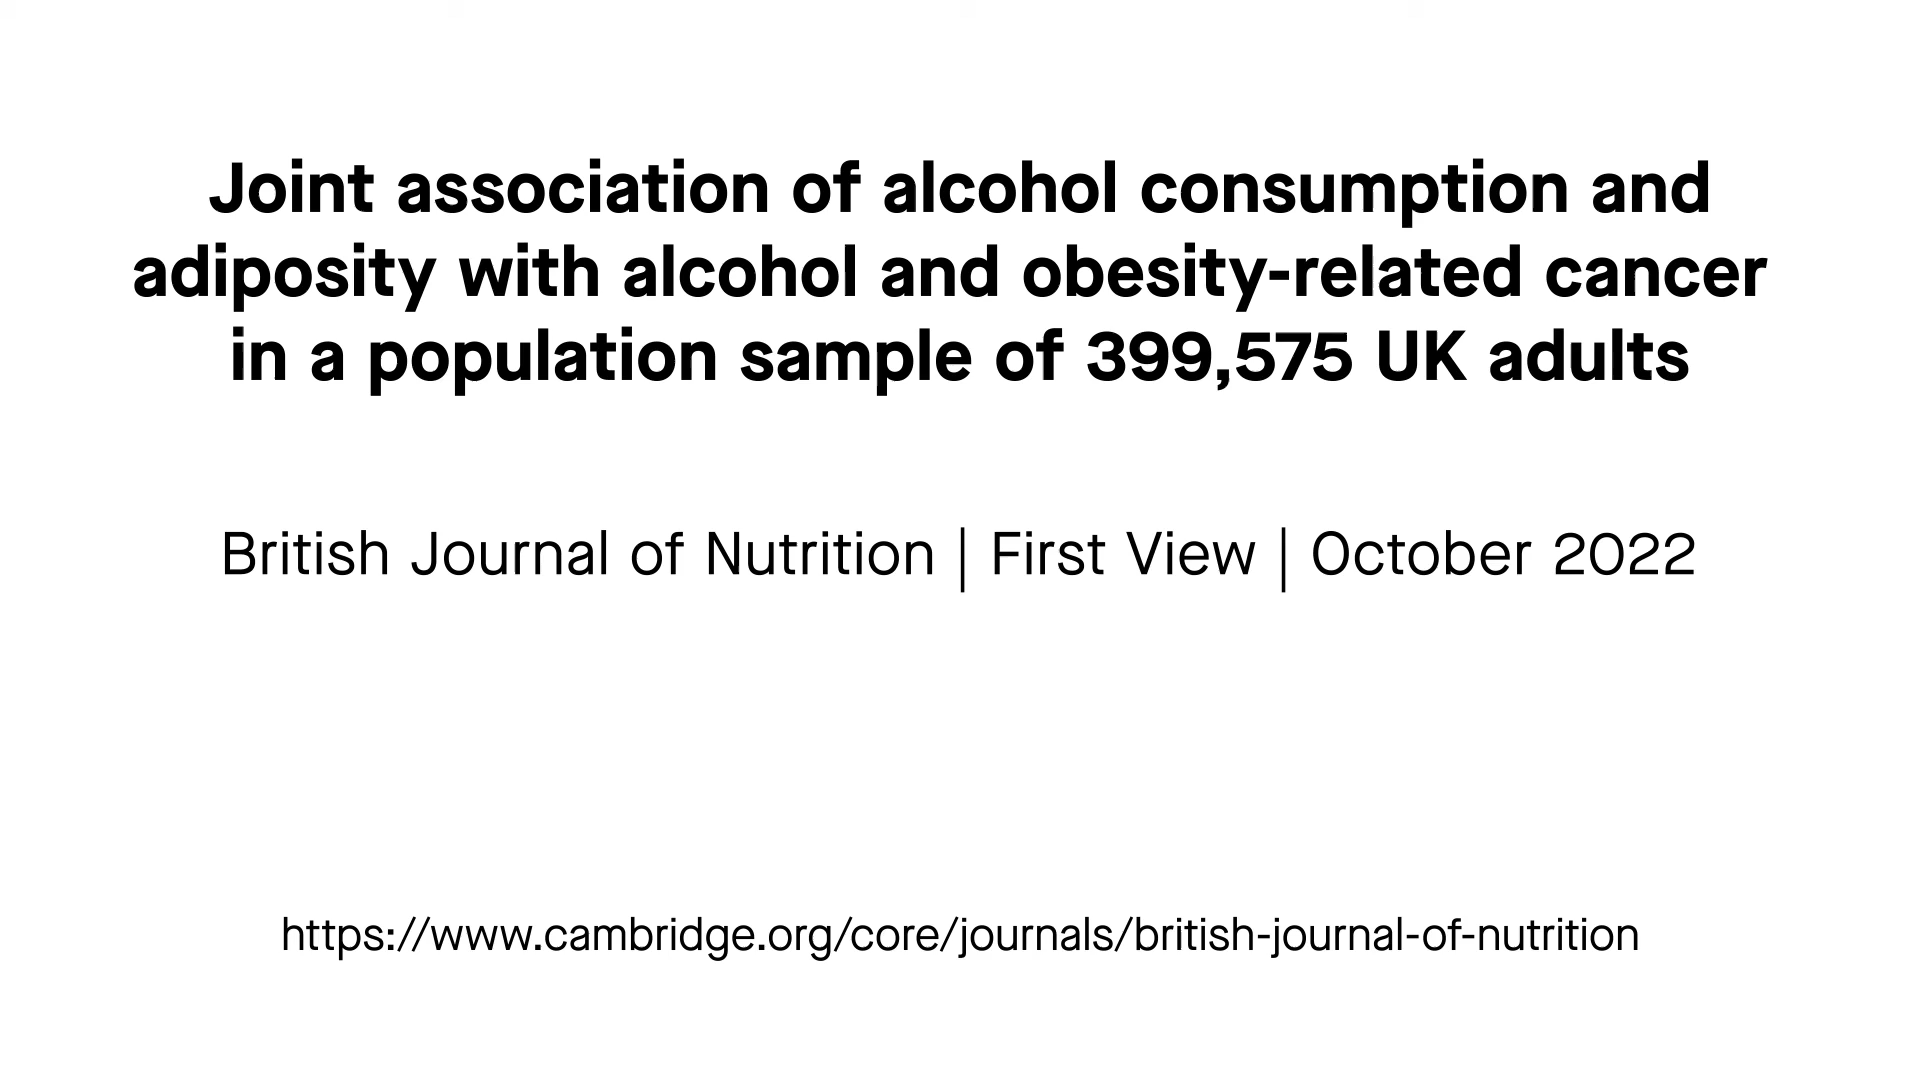 Joint association of alcohol consumption and
adiposity with alcohol and obesity-related cancer
in a population sample of 399,575 UK adults
British Journal of Nutrition | First View | October 2022
https://www.cambridge.org/core/journals/british-journal-of-nutrition